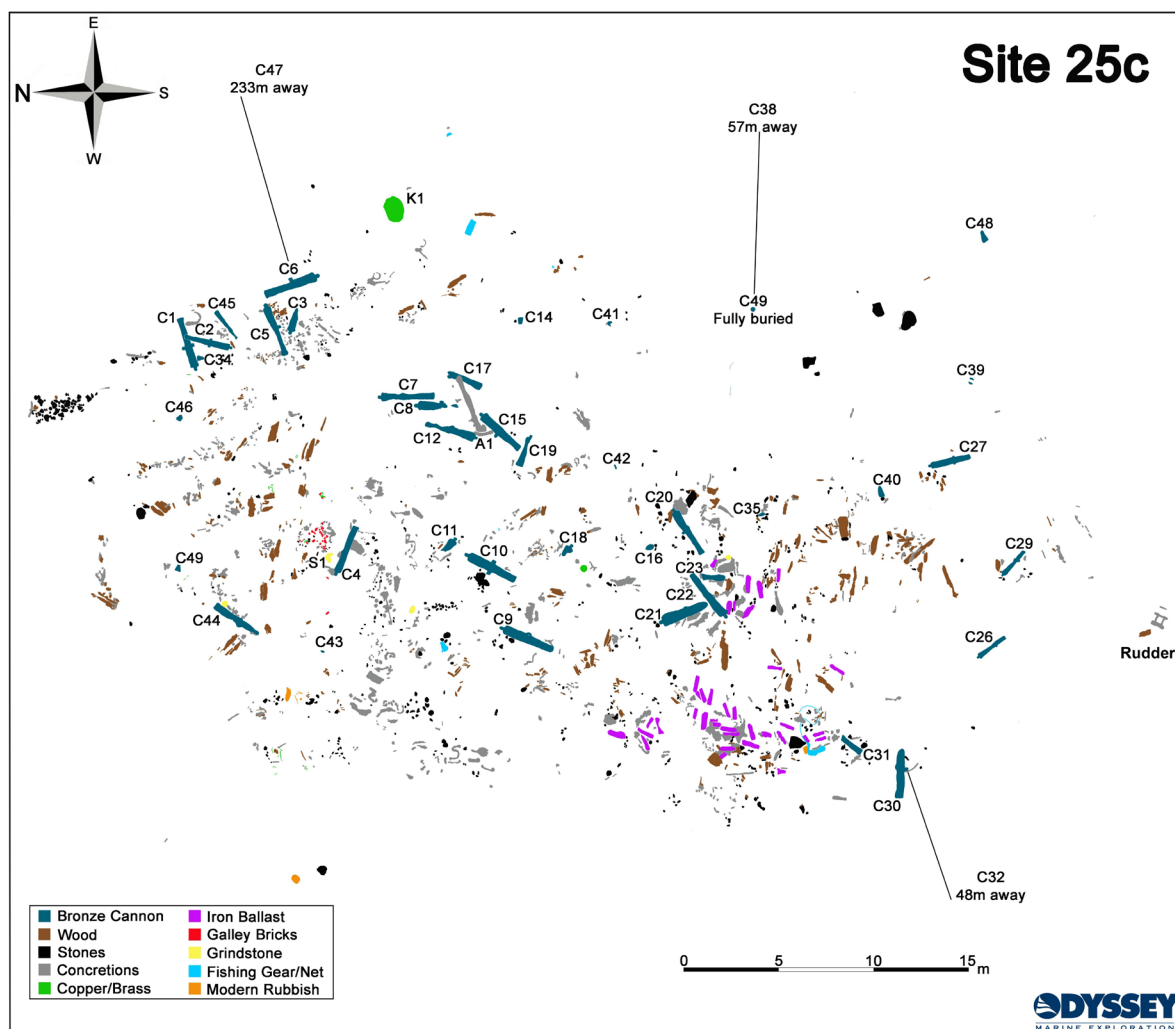 E
N
S
W
Site 25c
C47
233m away
C38
57m away
K1
C48
C6
C49
Fully buried
C45
C3
C1
C2
C5
C14
C41
C34
C17
C39
C7
C8
C46
C15
C12
A1
C19
C42
C27
C40
C20
C35
C11
C18
C16
C10
C29
C49
S1
C4
C23
C22
C21
C44
C9
C43
C26
Rudder
C31
C30
C32
48m away
Bronze Cannon
Wood
Stones
Concretions
Copper/Brass
Iron Ballast
Galley Bricks
Grindstone
Fishing Gear/Net
Modern Rubbish
0 5 10 15 m
ODYSSEY
MARINE EXPLORATION